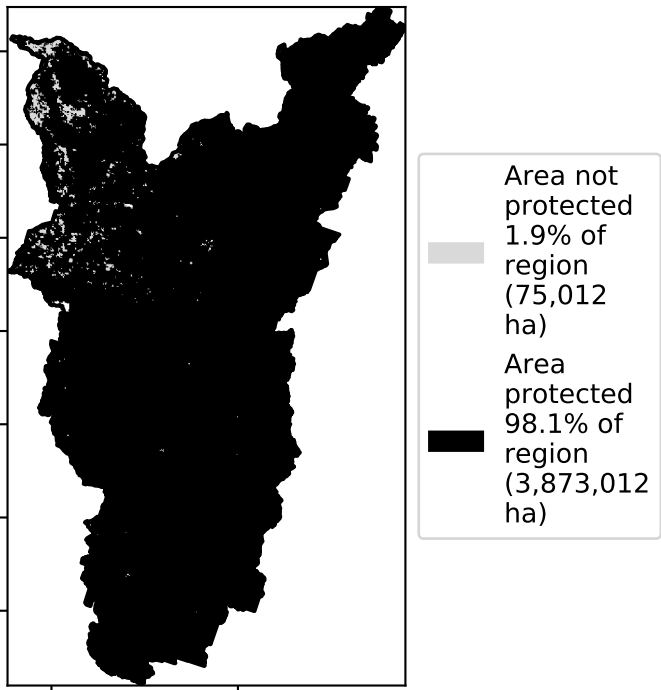 Area not
protected
1.9% of
region
(75,012
ha)
Area
protected
98.1% of
region
(3,873,012
ha)